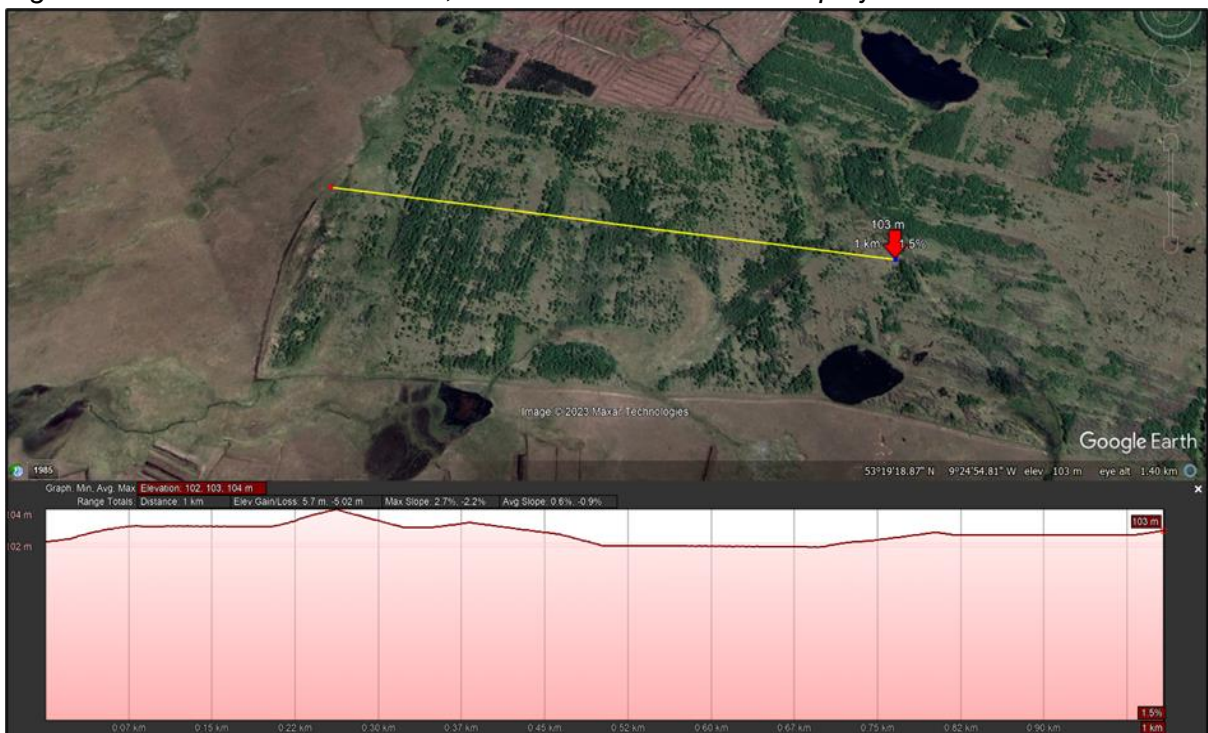 103 m
1 km 1.5%
Image © 2023 Maxar Technologies
Google Earth
1985
53°19'18.87" N 9°24'54.81" W elev 103 m eye alt 1.40 km
Graph: Min, Avg, Max Elevation: 102, 103, 104 m
Range Totals: Distance: 1 km Elev Gain/Loss: 5.7 m, -5.02 m Max Slope: 2.7%, -2.2% Avg Slope: 0.6%, -0.9%
104 m
103 m
102 m
1.5%
0.07 km 0.15 km 0.22 km 0.30 km 0.37 km 0.45 km 0.52 km 0.60 km 0.67 km 0.75 km 0.82 km 0.90 km 1 km